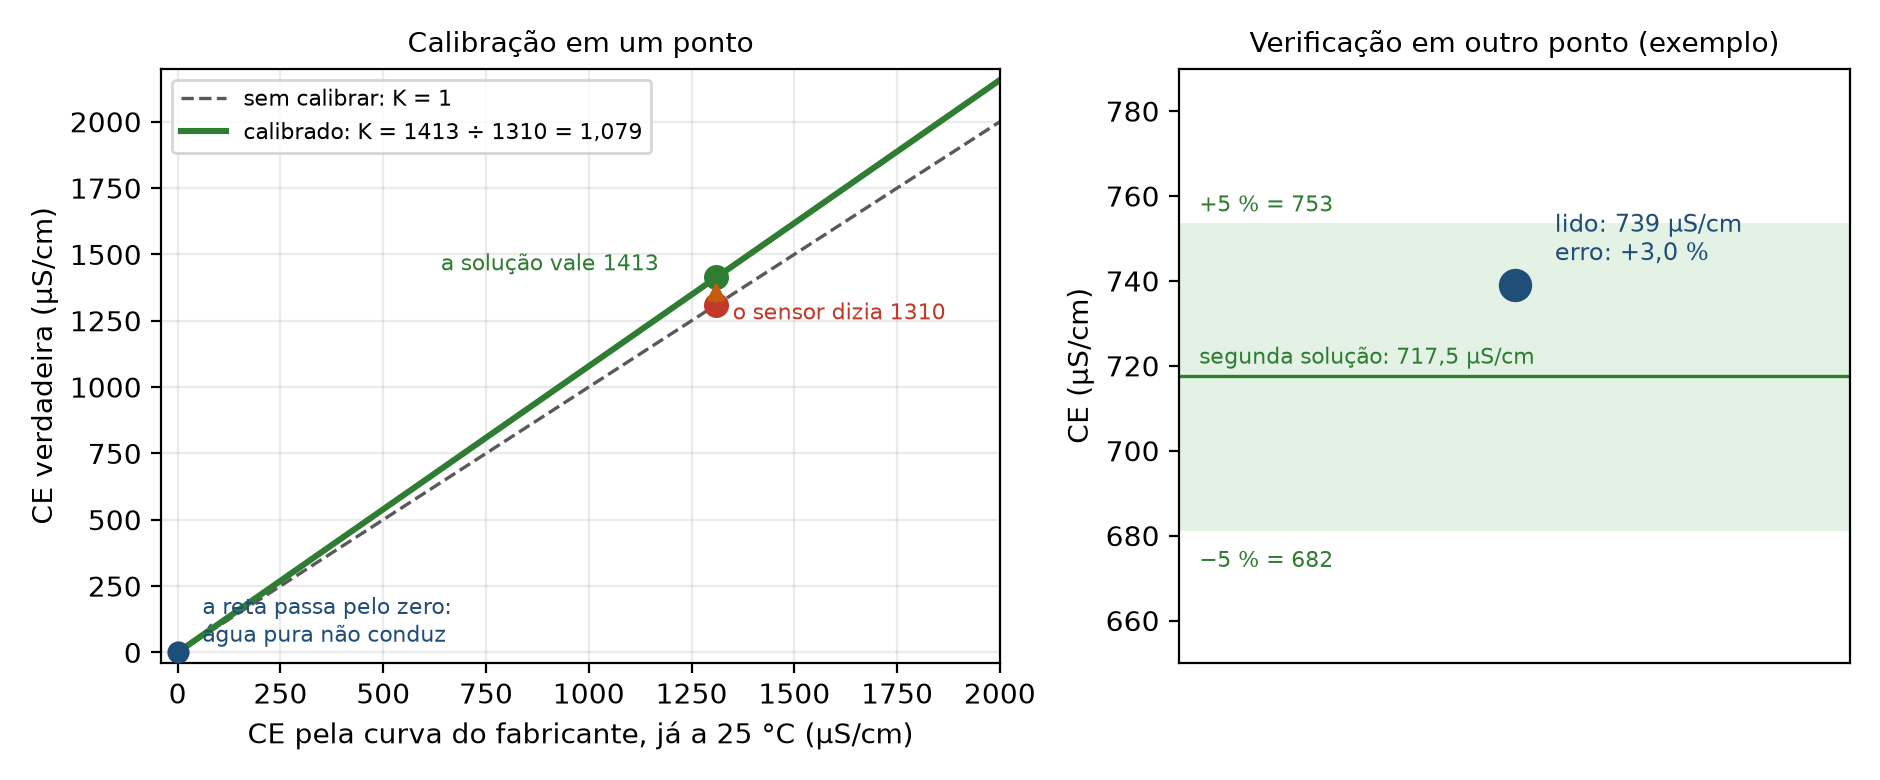 Calibração em um ponto
sem calibrar: K = 1
calibrado: K = 1413 ÷ 1310 = 1,079
a solução vale 1413
o sensor dizia 1310
a reta passa pelo zero:
água pura não conduz
CE verdadeira (µS/cm)
2000
1750
1500
1250
1000
750
500
250
0
0 250 500 750 1000 1250 1500 1750 2000
CE pela curva do fabricante, já a 25 °C (µS/cm)
Verificação em outro ponto (exemplo)
CE (µS/cm)
780
760
740
720
700
680
660
+5 % = 753
lido: 739 µS/cm
erro: +3,0 %
segunda solução: 717,5 µS/cm
−5 % = 682